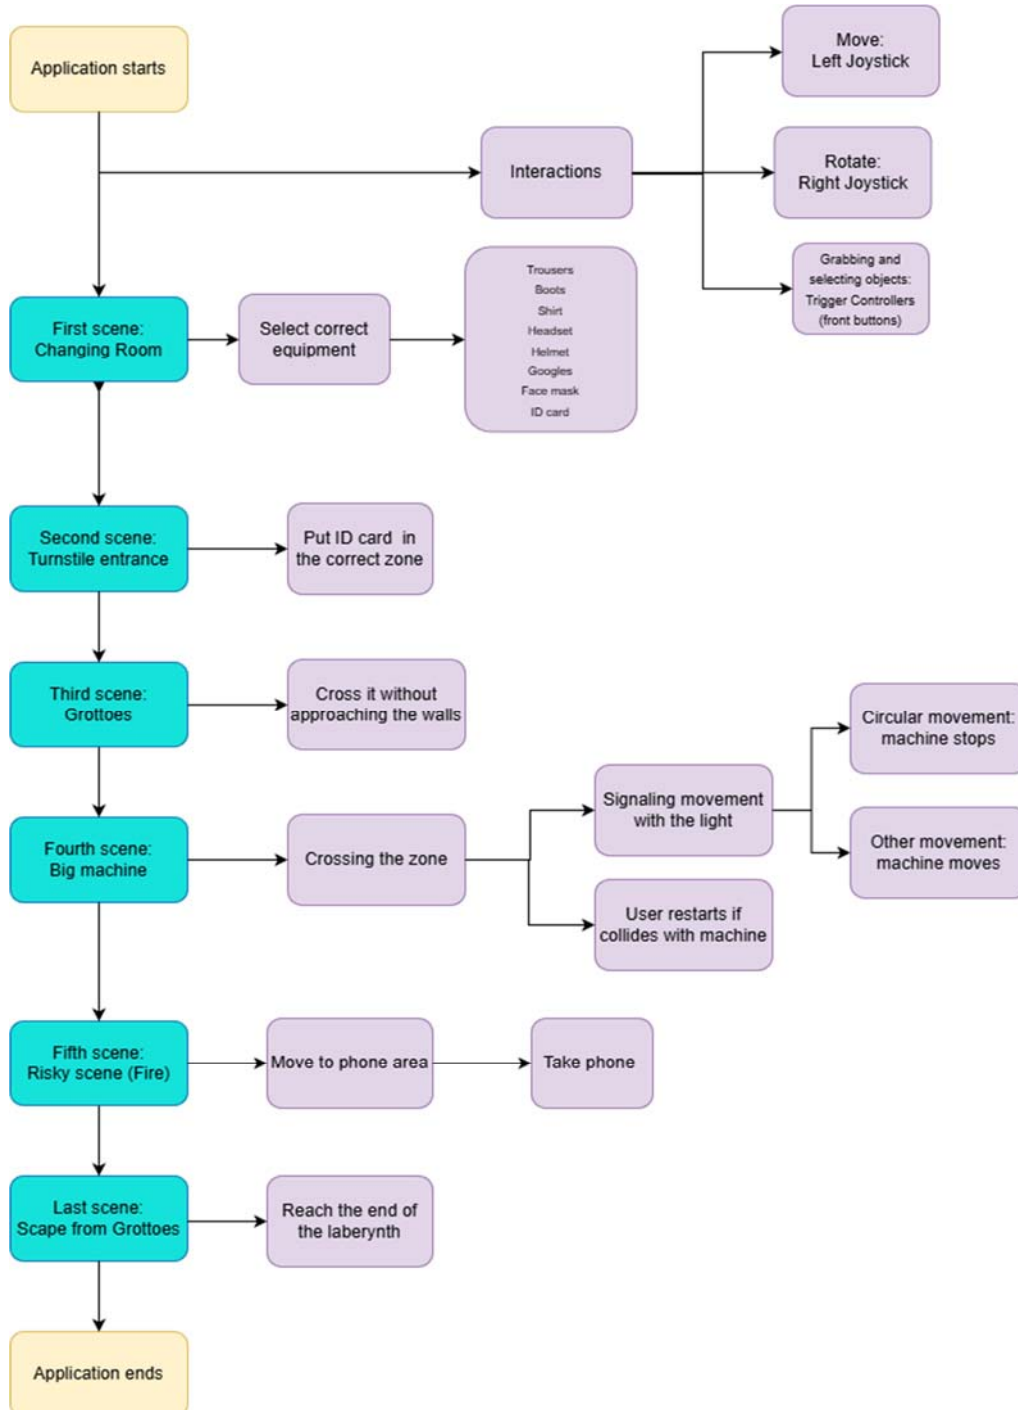 Application starts
Move:
Left Joystick
Interactions
Rotate:
Right Joystick
Grabbing and
selecting objects:
Trigger Controllers
(front buttons)
First scene:
Changing Room
Select correct
equipment
Trousers
Boots
Shirt
Headset
Helmet
Googles
Face mask
ID card
Second scene:
Turnstile entrance
Put ID card in
the correct zone
Third scene:
Grottoes
Cross it without
approaching the walls
Circular movement:
machine stops
Signaling movement
with the light
Fourth scene:
Big machine
Crossing the zone
Other movement:
machine moves
User restarts if
collides with machine
Fifth scene:
Risky scene (Fire)
Move to phone area
Take phone
Last scene:
Scape from Grottoes
Reach the end of
the laberynth
Application ends